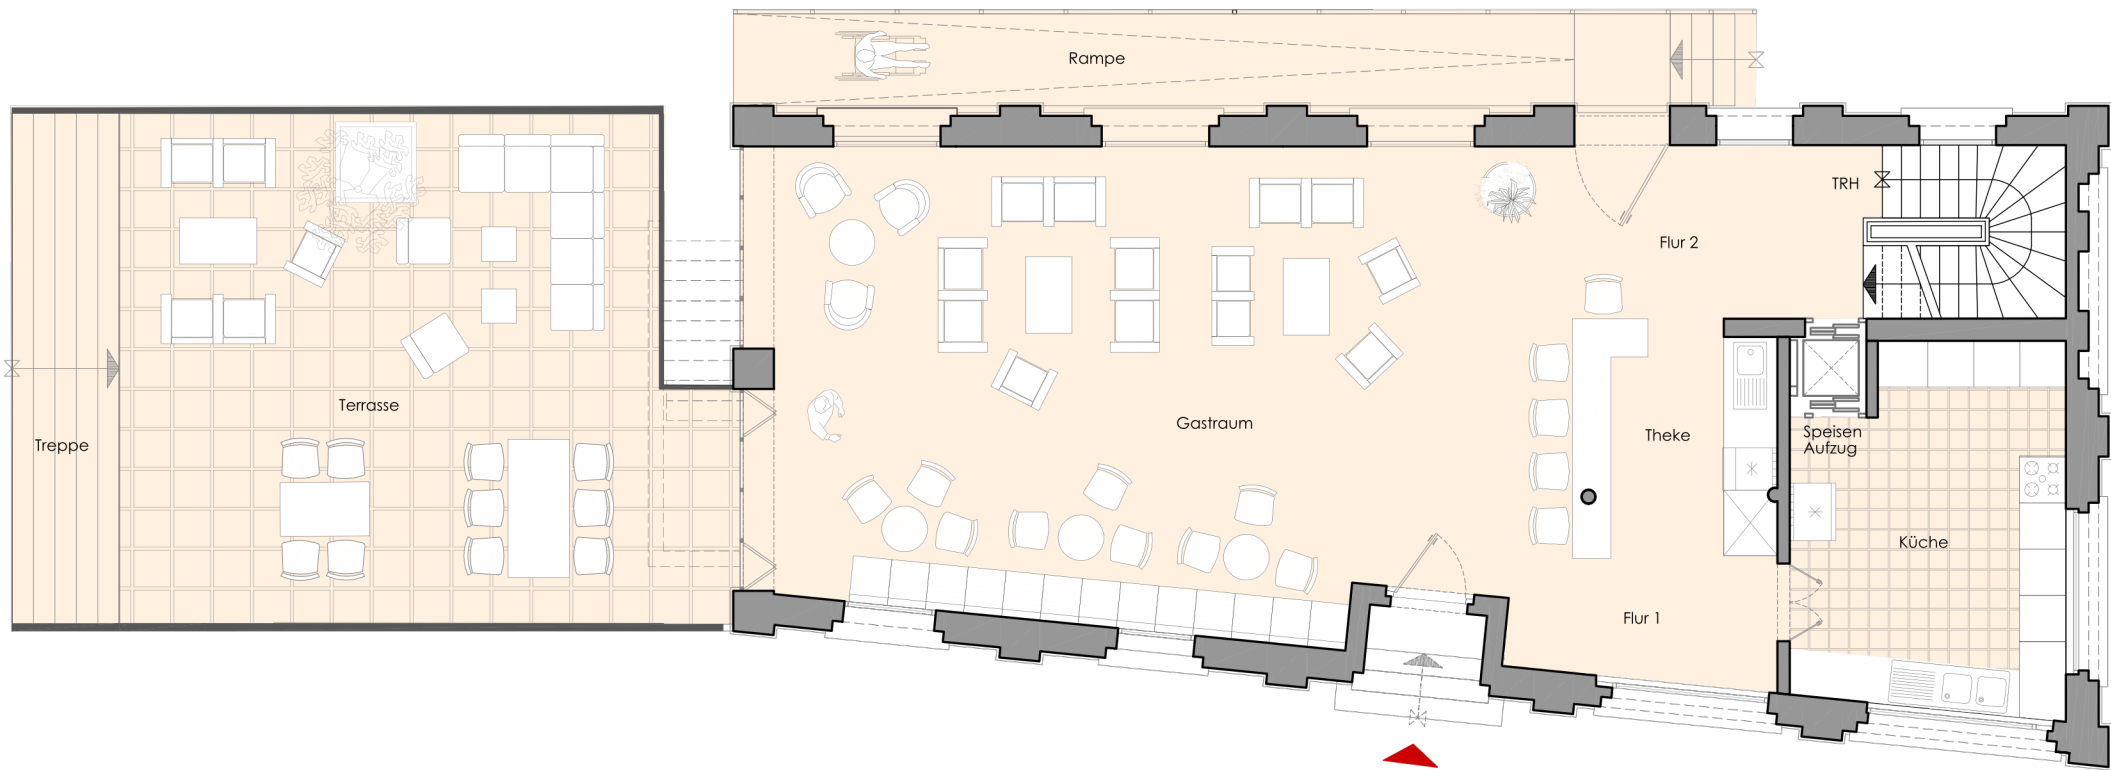 Rampe
TRH
Flur 2
Terrasse
Treppe
Gastraum
Theke
Speisen
Aufzug
Küche
Flur 1